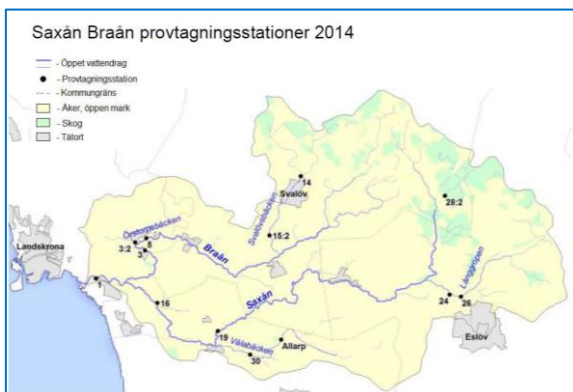 Saxån Braån provtagningsstationer 2014
- Öppet vattendrag
- Provtagningsstation
- Kommungräns
- Åker, öppen mark
- Skog
- Tätort
14
Svalöv
28:2
Svalövsbäcken
Örstorpsbäcken
15:2
3:2
5
3
Braån
Landskrona
Långgropen
1
Saxån
24
26
16
Eslöv
19
Välabäcken
Allarp
30